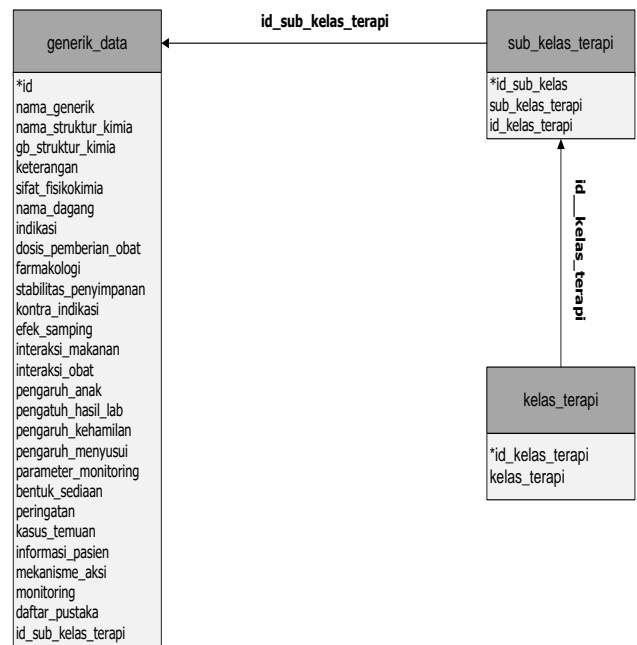 generik_data
*id
nama_generik
nama_struktur_kimia
gb_struktur_kimia
keterangan
sifat_fisikokimia
nama_dagang
indikasi
dosis_pemberian_obat
farmakologi
stabilitas_penyimpanan
kontra_indikasi
efek_samping
interaksi_makanan
interaksi_obat
pengaruh_anak
pengatuh_hasil_lab
pengaruh_kehamilan
pengaruh_menyusui
parameter_monitoring
bentuk_sediaan
peringatan
kasus_temuan
informasi_pasien
mekanisme_aksi
monitoring
daftar_pustaka
id_sub_kelas_terapi
id_sub_kelas_terapi
sub_kelas_terapi
*id_sub_kelas
sub_kelas_terapi
id_kelas_terapi
id__kelas_terapi
kelas_terapi
*id_kelas_terapi
kelas_terapi